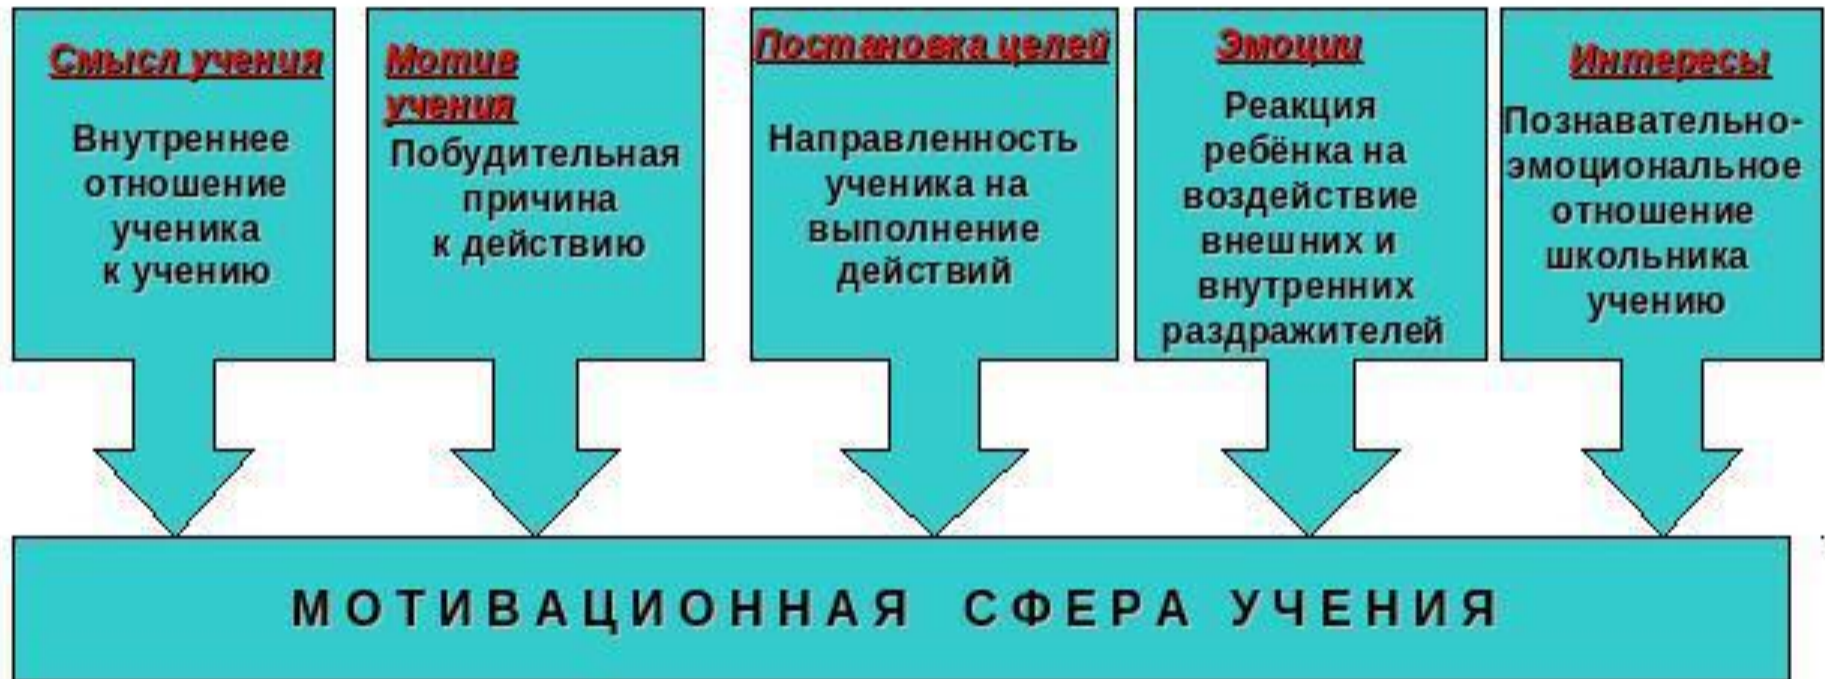 Смысл учения
Внутреннее
отношение
ученика
к учению
Мотив
учения
Побудительная
причина
к действию
Постановка целей
Направленность
ученика на
выполнение
действий
Эмоции
Реакция
ребёнка на
воздействие
внешних и
внутренних
раздражителей
Интересы
Познавательно-
эмоциональное
отношение
школьника
учению
МОТИВАЦИОННАЯ СФЕРА УЧЕНИЯ